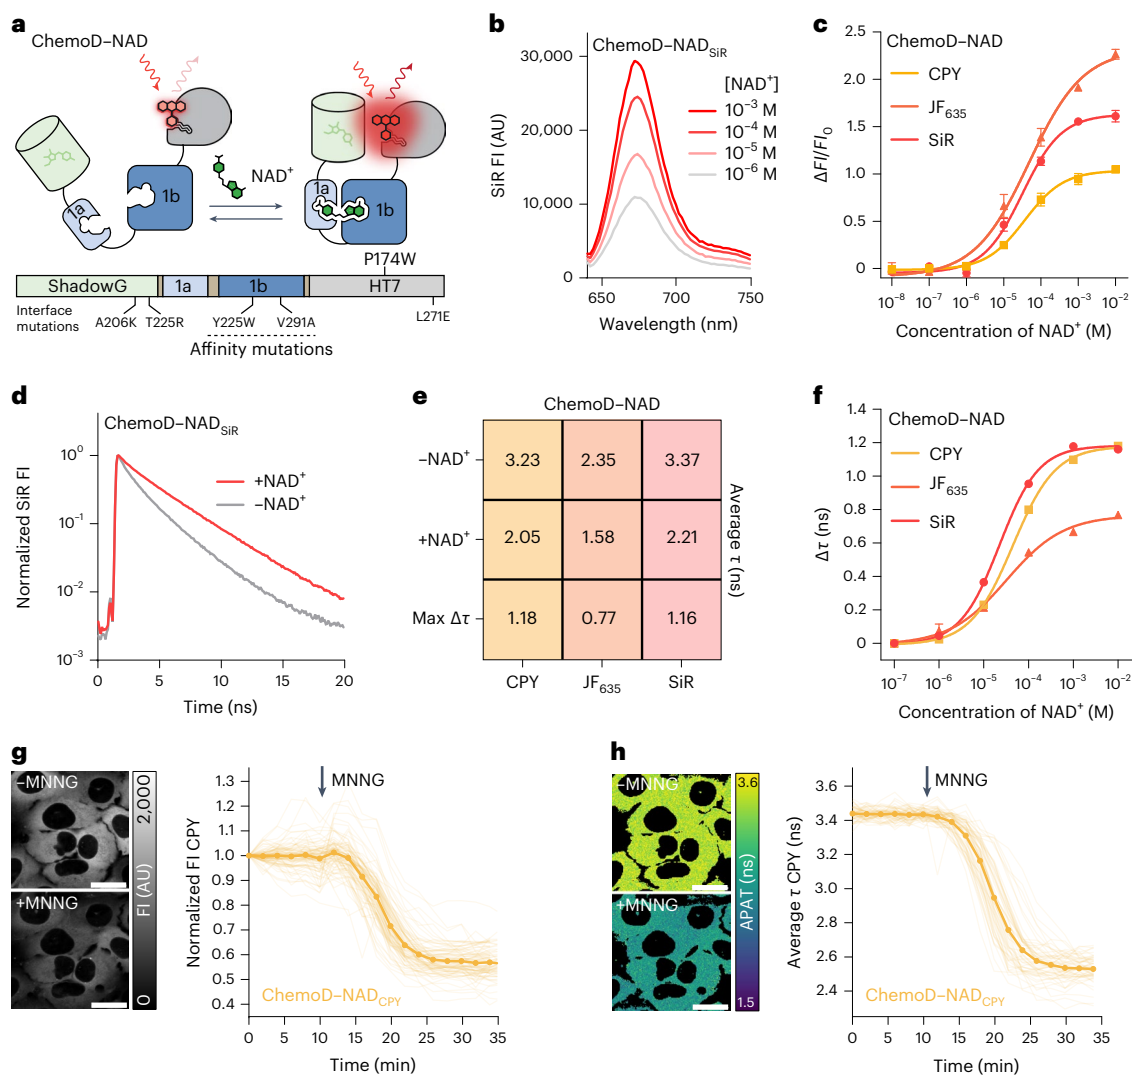 a
ChemoD–NAD
1a
1b
NAD⁺
1a
1b
P174W
ShadowG 1a 1b HT7
Interface mutations
A206K T225R Y225W V291A L271E
Affinity mutations
b
ChemoD–NAD_SiR
30,000
20,000
10,000
0
SiR FI (AU)
[NAD⁺]
10⁻³ M
10⁻⁴ M
10⁻⁵ M
10⁻⁶ M
650 700 750
Wavelength (nm)
c
ChemoD–NAD
CPY
JF₆₃₅
SiR
2.5
2.0
1.5
1.0
0.5
0
ΔFI/FI₀
10⁻⁸ 10⁻⁷ 10⁻⁶ 10⁻⁵ 10⁻⁴ 10⁻³ 10⁻²
Concentration of NAD⁺ (M)
d
ChemoD–NAD_SiR
+NAD⁺
−NAD⁺
10⁰
10⁻¹
10⁻²
10⁻³
Normalized SiR FI
0 5 10 15 20
Time (ns)
e
ChemoD–NAD
−NAD⁺ 3.23 2.35 3.37
+NAD⁺ 2.05 1.58 2.21
Max Δτ 1.18 0.77 1.16
CPY JF₆₃₅ SiR
Average τ (ns)
f
ChemoD–NAD
CPY
JF₆₃₅
SiR
1.4
1.2
1.0
0.8
0.6
0.4
0.2
0
Δτ (ns)
10⁻⁷ 10⁻⁶ 10⁻⁵ 10⁻⁴ 10⁻³ 10⁻²
Concentration of NAD⁺ (M)
g
−MNNG
+MNNG
2,000
FI (AU)
0
MNNG
1.3
1.2
1.1
1.0
0.9
0.8
0.7
0.6
0.5
0.4
Normalized FI CPY
ChemoD–NAD_CPY
0 5 10 15 20 25 30 35
Time (min)
h
−MNNG
+MNNG
3.6
APAT (ns)
1.5
MNNG
3.6
3.4
3.2
3.0
2.8
2.6
2.4
Average τ CPY (ns)
ChemoD–NAD_CPY
0 5 10 15 20 25 30 35
Time (min)